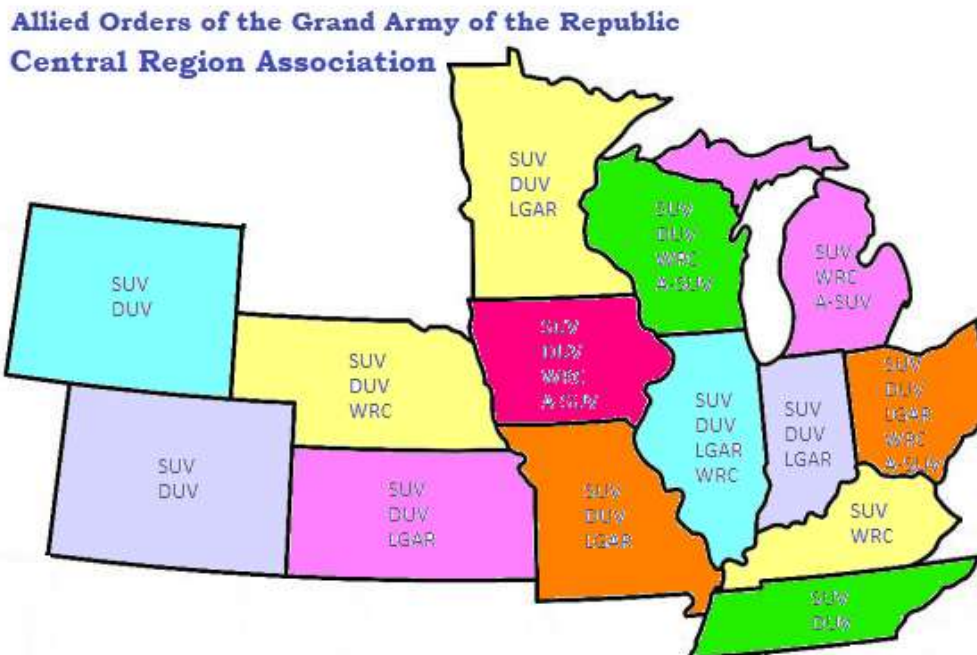 Allied Orders of the Grand Army of the Republic
Central Region Association
SUV
DUV
LGAR
SUV
DUV
WRC
A-SUV
SUV
WRC
A-SUV
SUV
DUV
SUV
DUV
WRC
SUV
DUV
WRC
A-SUV
SUV
DUV
LGAR
WRC
SUV
DUV
LGAR
SUV
DUV
LGAR
WRC
A-SUV
SUV
DUV
SUV
DUV
LGAR
SUV
DUV
LGAR
SUV
WRC
SUV
DUV